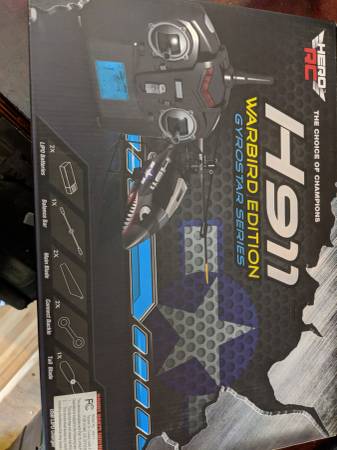 HERO
RC
THE CHOICE OF CHAMPIONS
H911
WARBIRD EDITION
GYROSTAR SERIES
2X
LiPO Batteries
1X
Balance Bar
2X
Main Blade
2X
Connect Buckle
1X
Tail Blade
FC